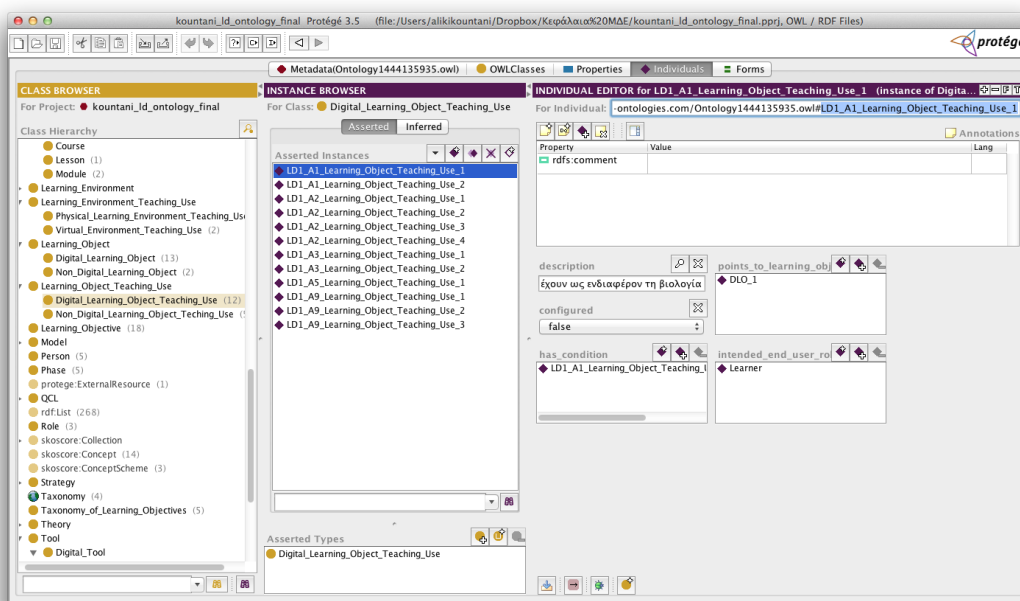 kountani_ld_ontology_final Protégé 3.5 (file:/Users/alikikountani/Dropbox/Κεφάλαια%20ΜΔΕ/kountani_ld_ontology_final.pprj, OWL / RDF Files)
protégé
Metadata(Ontology1444135935.owl) OWLClasses Properties Individuals Forms
CLASS BROWSER
For Project: kountani_ld_ontology_final
Class Hierarchy
Course
Lesson (1)
Module (2)
Learning_Environment
Learning_Environment_Teaching_Use
Physical_Learning_Environment_Teaching_Use
Virtual_Environment_Teaching_Use (2)
Learning_Object
Digital_Learning_Object (13)
Non_Digital_Learning_Object (2)
Learning_Object_Teaching_Use
Digital_Learning_Object_Teaching_Use (12)
Non_Digital_Learning_Object_Techning_Use
Learning_Objective (18)
Model
Person (5)
Phase (5)
protege:ExternalResource (1)
QCL
rdf:List (268)
Role (3)
skoscore:Collection
skoscore:Concept (14)
skoscore:ConceptScheme (3)
Strategy
Taxonomy (4)
Taxonomy_of_Learning_Objectives (5)
Theory
Tool
Digital_Tool
INSTANCE BROWSER
For Class: Digital_Learning_Object_Teaching_Use
Asserted Inferred
Asserted Instances
LD1_A1_Learning_Object_Teaching_Use_1
LD1_A1_Learning_Object_Teaching_Use_2
LD1_A2_Learning_Object_Teaching_Use_1
LD1_A2_Learning_Object_Teaching_Use_2
LD1_A2_Learning_Object_Teaching_Use_3
LD1_A2_Learning_Object_Teaching_Use_4
LD1_A3_Learning_Object_Teaching_Use_1
LD1_A3_Learning_Object_Teaching_Use_2
LD1_A5_Learning_Object_Teaching_Use_1
LD1_A9_Learning_Object_Teaching_Use_1
LD1_A9_Learning_Object_Teaching_Use_2
LD1_A9_Learning_Object_Teaching_Use_3
Asserted Types
Digital_Learning_Object_Teaching_Use
INDIVIDUAL EDITOR for LD1_A1_Learning_Object_Teaching_Use_1 (instance of Digita...
For Individual: -ontologies.com/Ontology1444135935.owl#LD1_A1_Learning_Object_Teaching_Use_1
Annotations
Property Value Lang
rdfs:comment
description
έχουν ως ενδιαφέρον τη βιολογία
configured
false
has_condition
LD1_A1_Learning_Object_Teaching_U
points_to_learning_obj
DLO_1
intended_end_user_ro
Learner